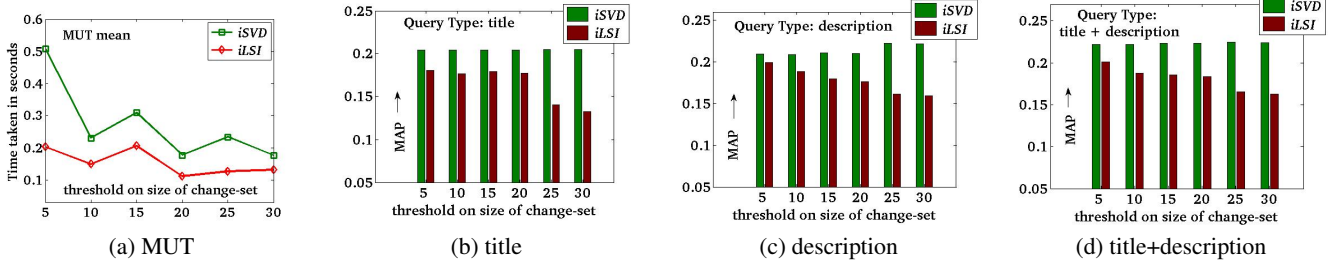 MUT mean
iSVD
iLSI
Time taken in seconds
0.6
0.5
0.4
0.3
0.2
0.1
threshold on size of change-set
5 10 15 20 25 30
(a) MUT
Query Type: title
iSVD
iLSI
MAP
0.25
0.2
0.15
0.1
0.05
5 10 15 20 25 30
threshold on size of change-set
(b) title
Query Type: description
iSVD
iLSI
MAP
0.25
0.2
0.15
0.1
0.05
5 10 15 20 25 30
threshold on size of change-set
(c) description
Query Type:
title + description
iSVD
iLSI
MAP
0.25
0.2
0.15
0.1
0.05
5 10 15 20 25 30
threshold on size of change-set
(d) title+description